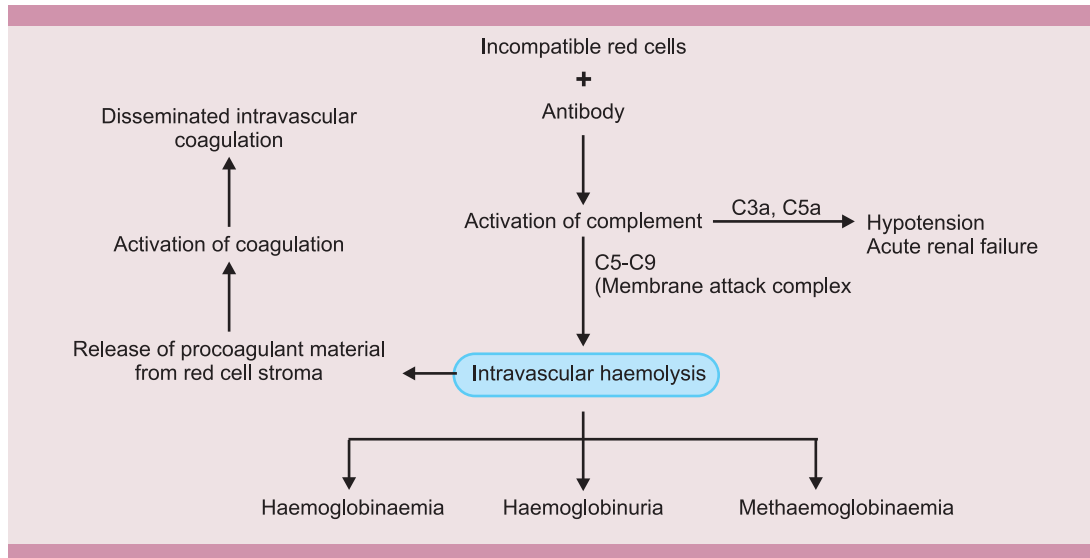 Incompatible red cells
+
Antibody
Disseminated intravascular
coagulation
Activation of complement
C3a, C5a
Hypotension
Acute renal failure
Activation of coagulation
C5-C9
(Membrane attack complex
Release of procoagulant material
from red cell stroma
Intravascular haemolysis
Haemoglobinaemia
Haemoglobinuria
Methaemoglobinaemia